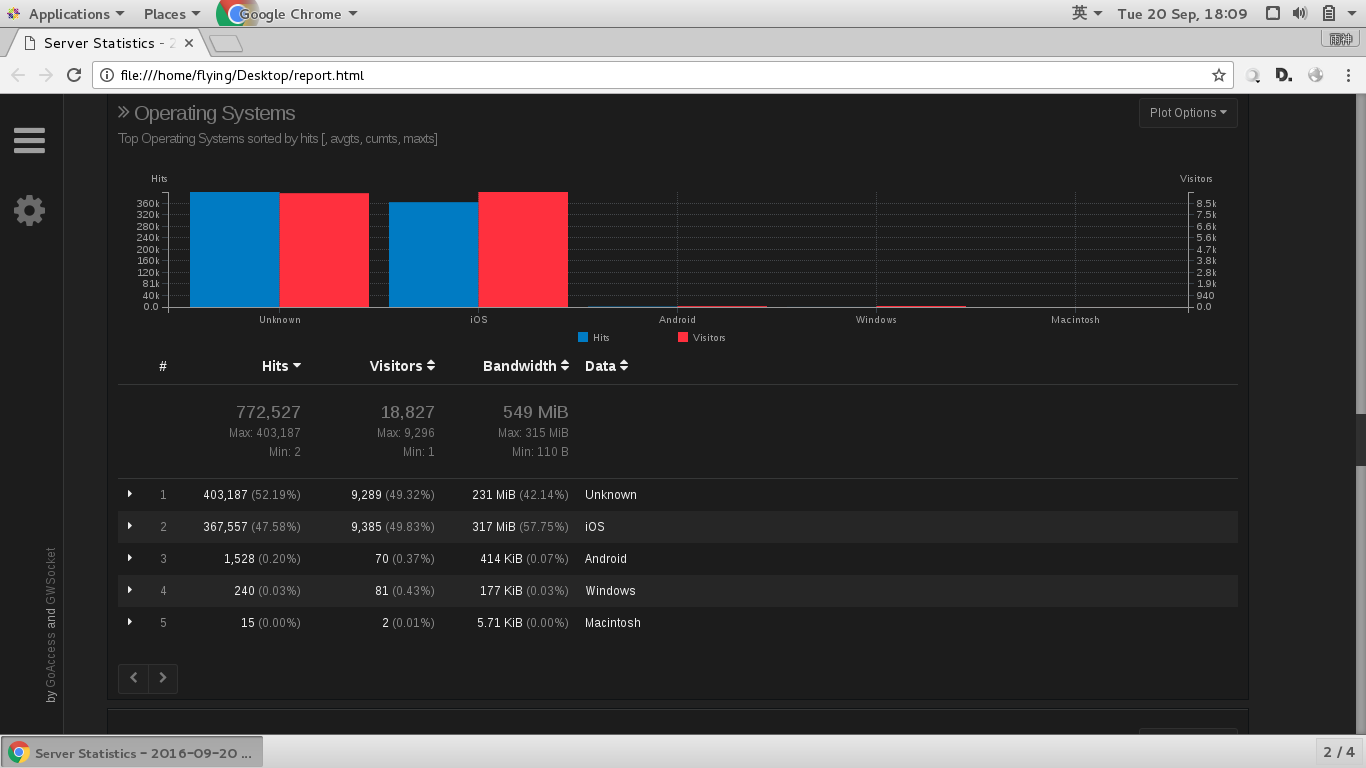 Applications Places Google Chrome 英 Tue 20 Sep, 18:09
Server Statistics - 2 雨神
file:///home/flying/Desktop/report.html D.
Operating Systems Plot Options
Top Operating Systems sorted by hits [, avgts, cumts, maxts]
Hits Visitors
360k 8.5k
320k 7.5k
280k 6.6k
240k 5.6k
200k 4.7k
160k 3.8k
120k 2.8k
81k 1.9k
40k 940
0.0 0.0
Unknown iOS Android Windows Macintosh
Hits Visitors
# Hits Visitors Bandwidth Data
772,527 18,827 549 MiB
Max: 403,187 Max: 9,296 Max: 315 MiB
Min: 2 Min: 1 Min: 110 B
1 403,187 (52.19%) 9,289 (49.32%) 231 MiB (42.14%) Unknown
2 367,557 (47.58%) 9,385 (49.83%) 317 MiB (57.75%) iOS
3 1,528 (0.20%) 70 (0.37%) 414 KiB (0.07%) Android
4 240 (0.03%) 81 (0.43%) 177 KiB (0.03%) Windows
5 15 (0.00%) 2 (0.01%) 5.71 KiB (0.00%) Macintosh
by GoAccess and GWSocket
Server Statistics - 2016-09-20 ... 2 / 4